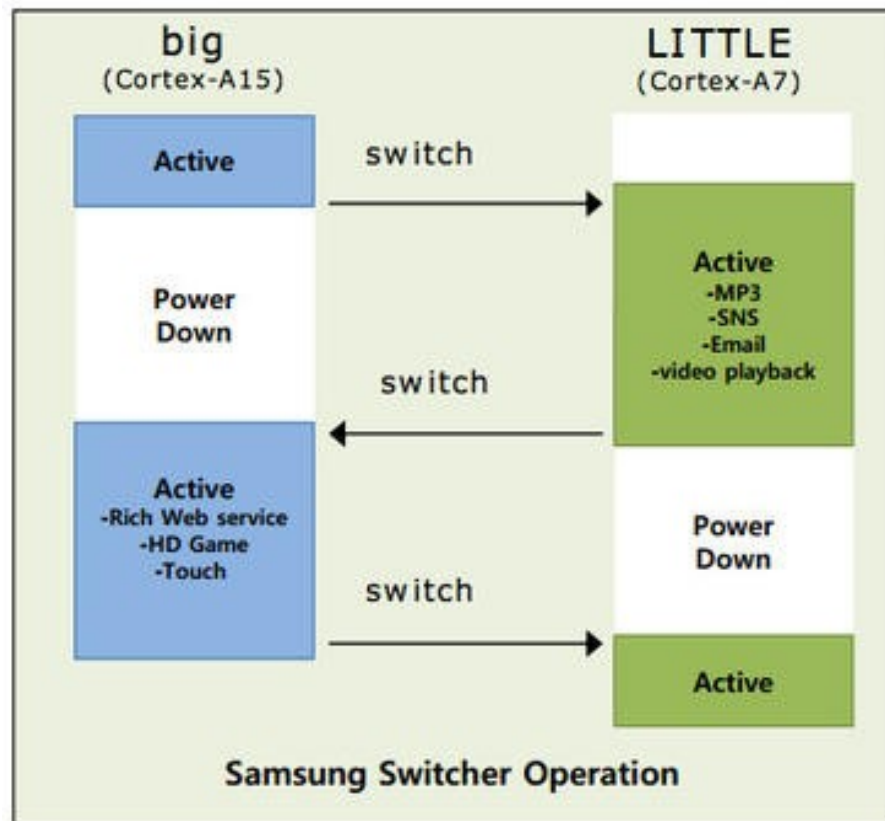 big
(Cortex-A15)
LITTLE
(Cortex-A7)
Active
switch
Power
Down
Active
-MP3
-SNS
-Email
-video playback
switch
Active
-Rich Web service
-HD Game
-Touch
Power
Down
switch
Active
Samsung Switcher Operation